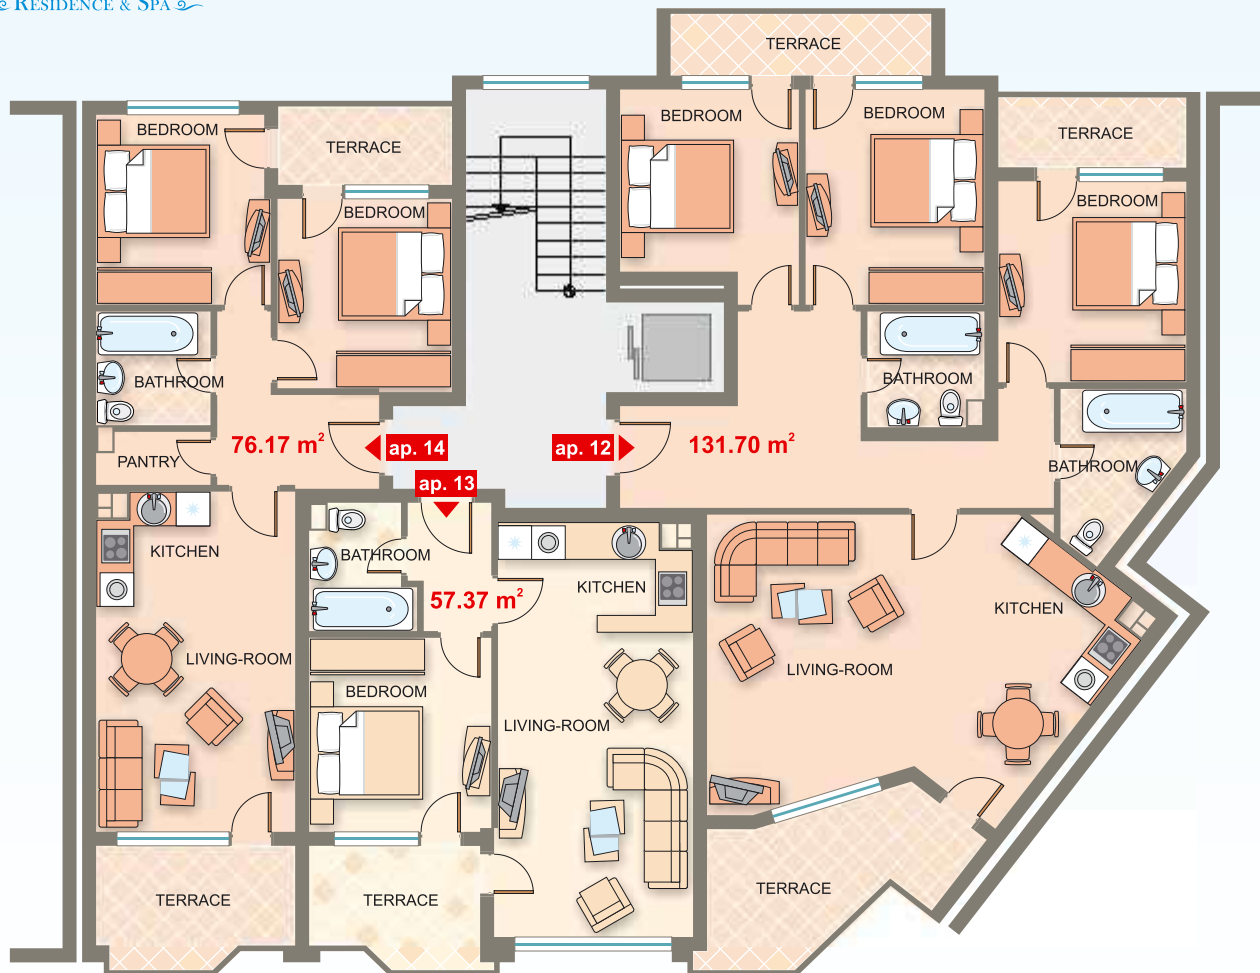 RESIDENCE & SPA
TERRACE
BEDROOM
TERRACE
BEDROOM
BEDROOM
BEDROOM
TERRACE
BEDROOM
BEDROOM
BATHROOM
BATHROOM
PANTRY
76.17 m²
ap. 14
ap. 12
131.70 m²
BATHROOM
ap. 13
KITCHEN
BATHROOM
57.37 m²
KITCHEN
KITCHEN
LIVING-ROOM
LIVING-ROOM
BEDROOM
LIVING-ROOM
TERRACE
TERRACE
TERRACE